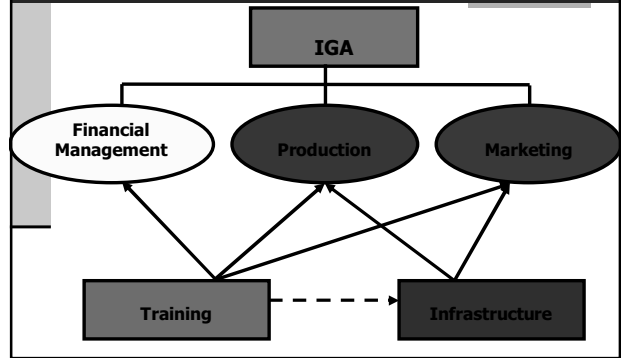 IGA
Financial
Management
Production
Marketing
Training
Infrastructure